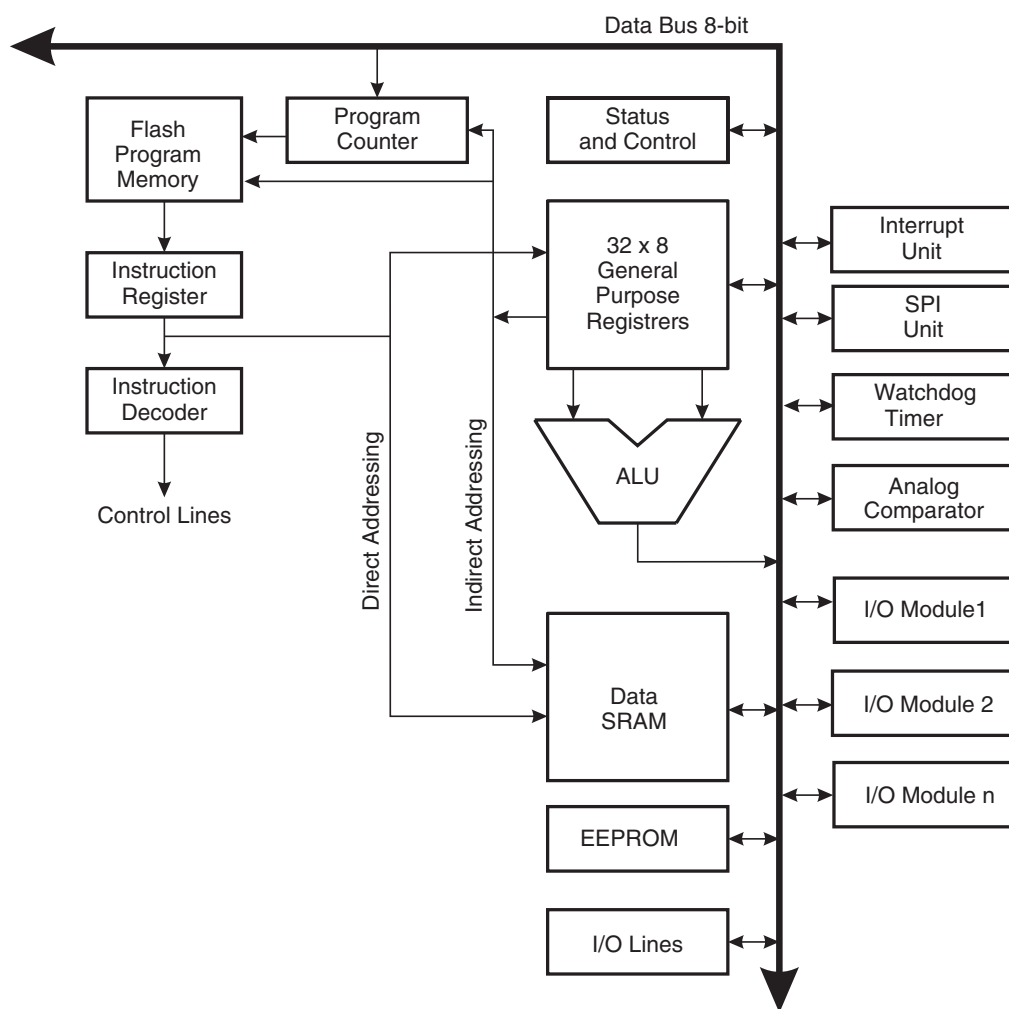 Data Bus 8-bit
Flash
Program
Memory
Program
Counter
Status
and Control
Instruction
Register
32 x 8
General
Purpose
Registrers
Interrupt
Unit
SPI
Unit
Instruction
Decoder
Watchdog
Timer
Control Lines
Direct Addressing
Indirect Addressing
ALU
Analog
Comparator
I/O Module1
Data
SRAM
I/O Module 2
I/O Module n
EEPROM
I/O Lines